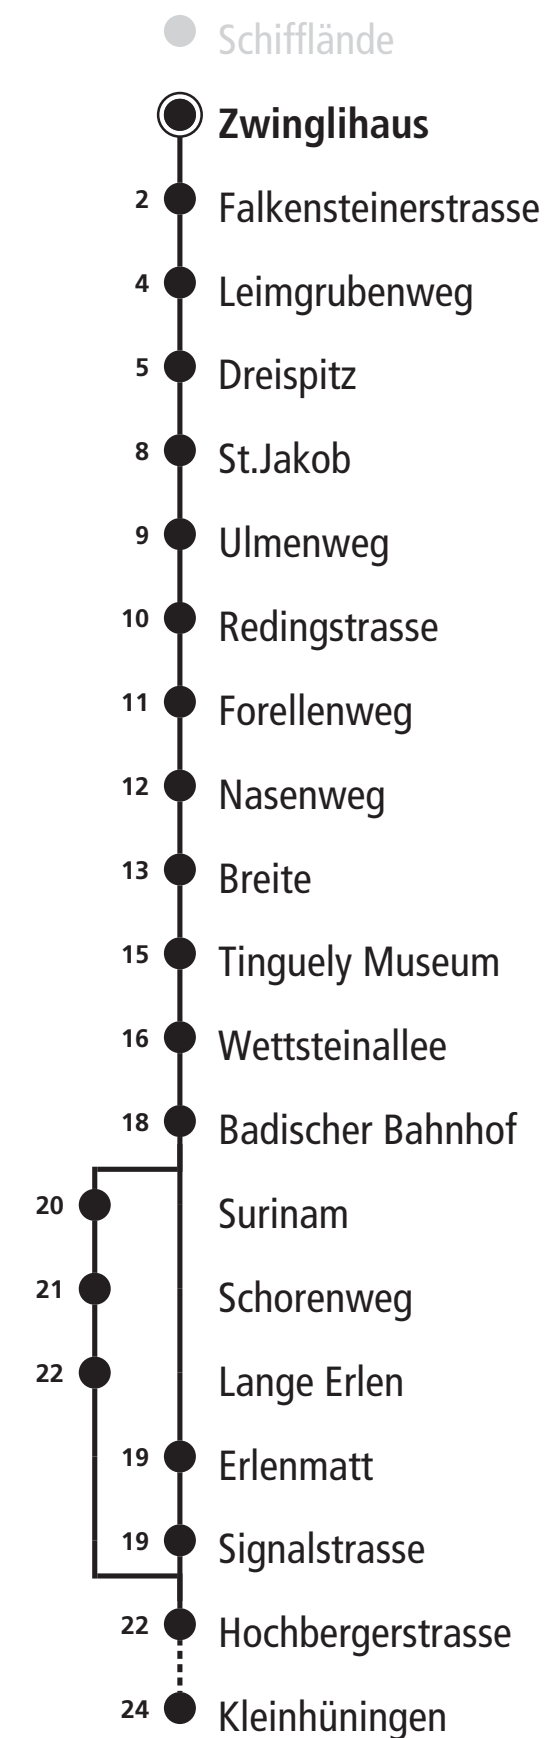 Schifflände
Zwinglihaus
2 Falkensteinerstrasse
4 Leimgrubenweg
5 Dreispitz
8 St.Jakob
9 Ulmenweg
10 Redingstrasse
11 Forellenweg
12 Nasenweg
13 Breite
15 Tinguely Museum
16 Wettsteinallee
18 Badischer Bahnhof
20 Surinam
21 Schorenweg
22 Lange Erlen
19 Erlenmatt
19 Signalstrasse
22 Hochbergerstrasse
24 Kleinhüningen